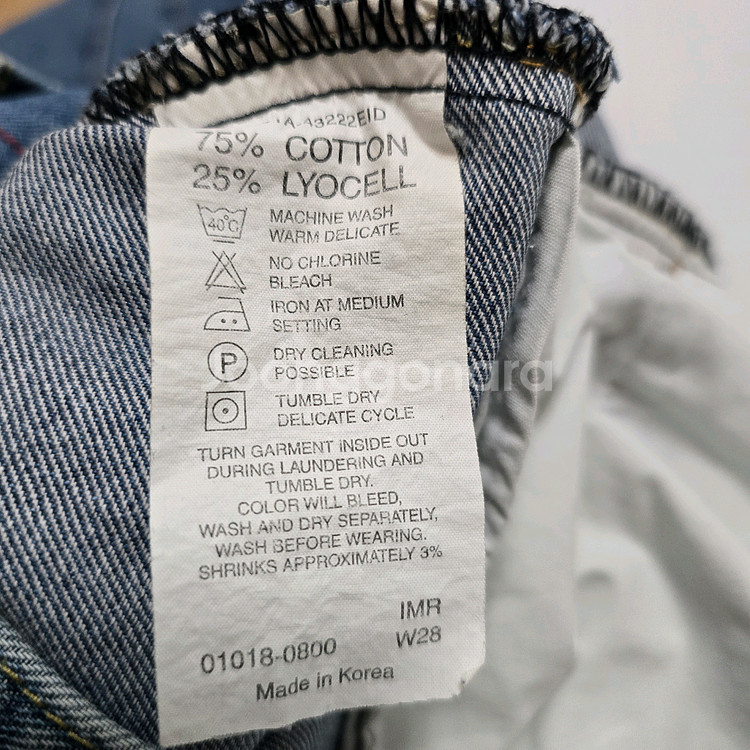 75% COTTON
25% LYOCELL
40°C
MACHINE WASH
WARM DELICATE
NO CHLORINE
BLEACH
IRON AT MEDIUM
SETTING
P
DRY CLEANING
POSSIBLE
TUMBLE DRY
DELICATE CYCLE
TURN GARMENT INSIDE OUT
DURING LAUNDERING AND
TUMBLE DRY.
COLOR WILL BLEED,
WASH AND DRY SEPARATELY,
WASH BEFORE WEARING.
SHRINKS APPROXIMATELY 3%
IMR
01018-0800 W28
Made in Korea